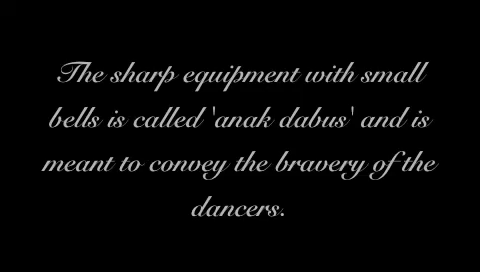 The sharp equipment with small
bells is called 'anak dabus' and is
meant to convey the bravery of the
dancers.